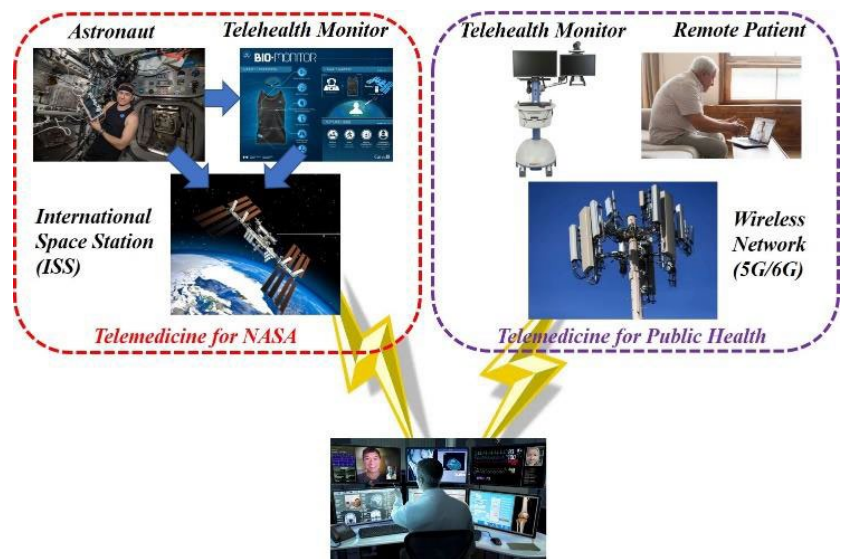 Astronaut
Telehealth Monitor
BIO-MONITOR
International
Space Station
(ISS)
Telemedicine for NASA
Telehealth Monitor
Remote Patient
Wireless
Network
(5G/6G)
Telemedicine for Public Health